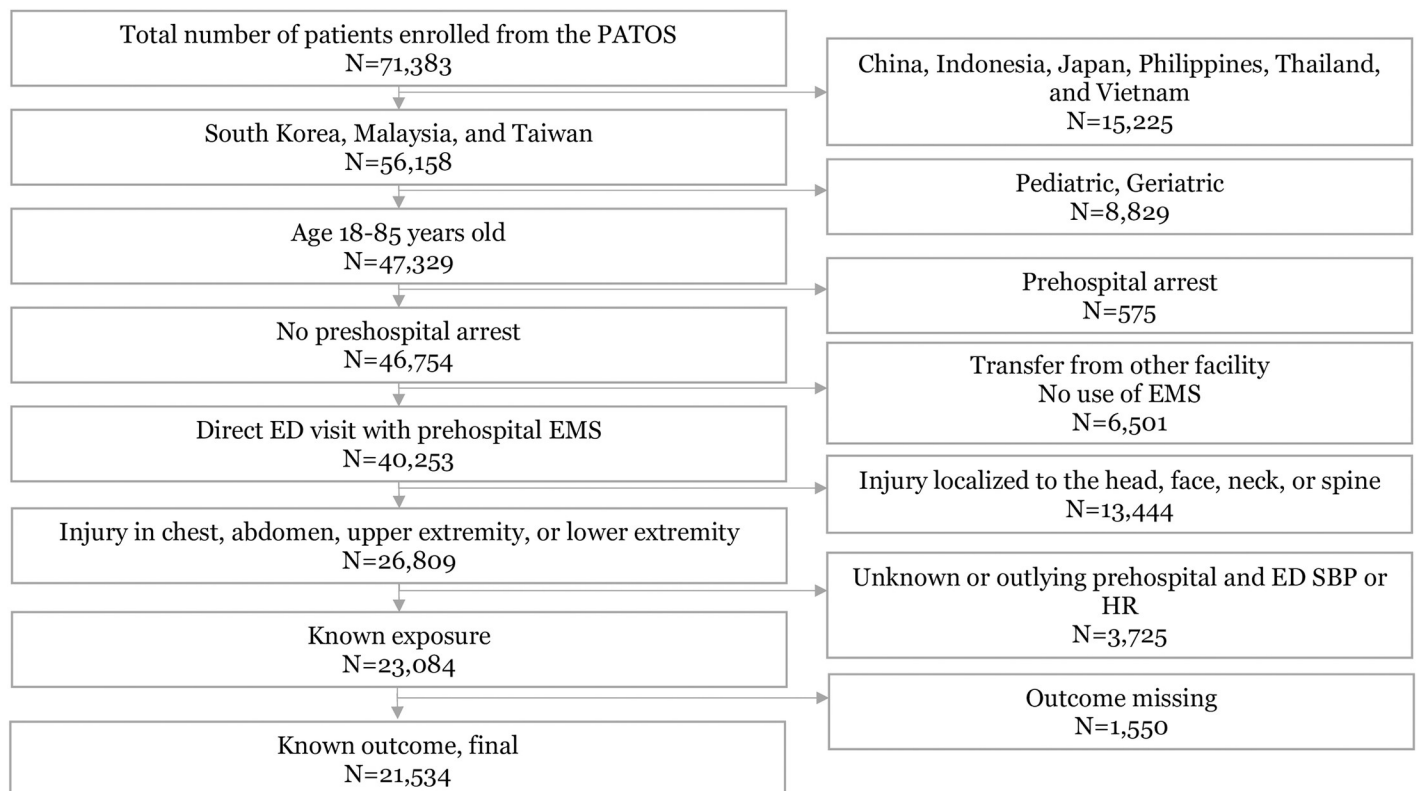 Total number of patients enrolled from the PATOS
N=71,383
China, Indonesia, Japan, Philippines, Thailand,
and Vietnam
N=15,225
South Korea, Malaysia, and Taiwan
N=56,158
Pediatric, Geriatric
N=8,829
Age 18-85 years old
N=47,329
Prehospital arrest
N=575
No preshospital arrest
N=46,754
Transfer from other facility
No use of EMS
N=6,501
Direct ED visit with prehospital EMS
N=40,253
Injury localized to the head, face, neck, or spine
N=13,444
Injury in chest, abdomen, upper extremity, or lower extremity
N=26,809
Unknown or outlying prehospital and ED SBP or
HR
N=3,725
Known exposure
N=23,084
Outcome missing
N=1,550
Known outcome, final
N=21,534